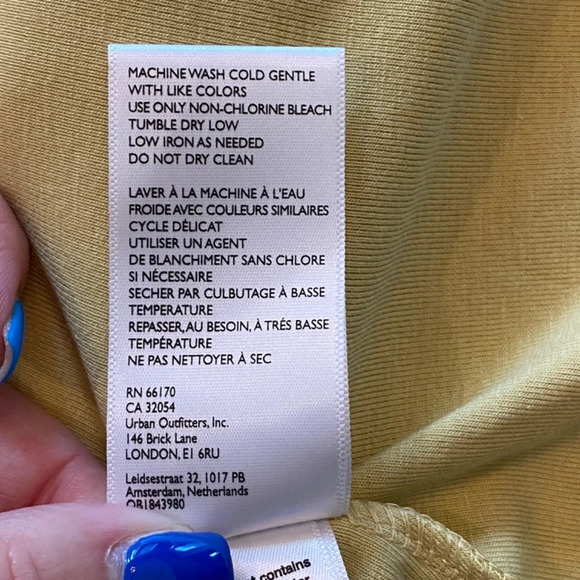 MACHINE WASH COLD GENTLE
WITH LIKE COLORS
USE ONLY NON-CHLORINE BLEACH
TUMBLE DRY LOW
LOW IRON AS NEEDED
DO NOT DRY CLEAN
LAVER À LA MACHINE À L'EAU
FROIDE AVEC COULEURS SIMILAIRES
CYCLE DÉLICAT
UTILISER UN AGENT
DE BLANCHIMENT SANS CHLORE
SI NÉCESSAIRE
SECHER PAR CULBUTAGE À BASSE
TEMPERATURE
REPASSER, AU BESOIN, À TRÉS BASSE
TEMPÉRATURE
NE PAS NETTOYER À SEC
RN 66170
CA 32054
Urban Outfitters, Inc.
146 Brick Lane
LONDON, E1 6RU
Leidsestraat 32, 1017 PB
Amsterdam, Netherlands
OB1843980
contains